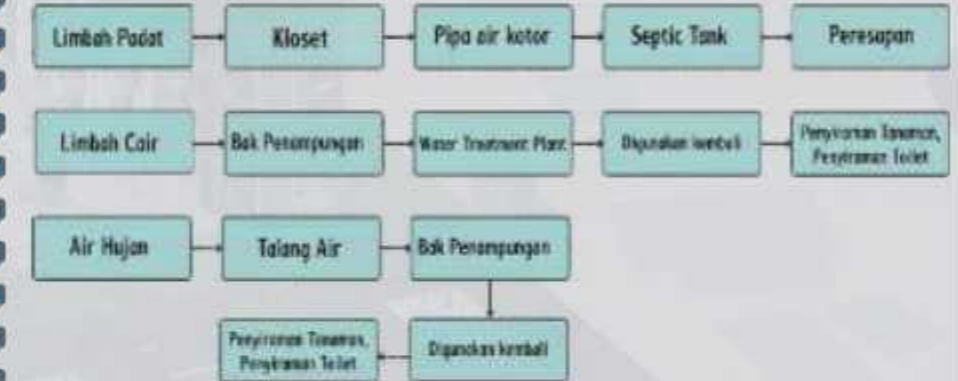 Limbah Padat
Kloset
Pipa air kotor
Septic Tank
Peresapan
Limbah Cair
Bak Penampungan
Water Treatment Plant
Digunakan kembali
Penyiraman Tanaman,
Penyiraman Toilet
Air Hujan
Talang Air
Bak Penampungan
Penyiraman Tanaman,
Penyiraman Toilet
Digunakan kembali